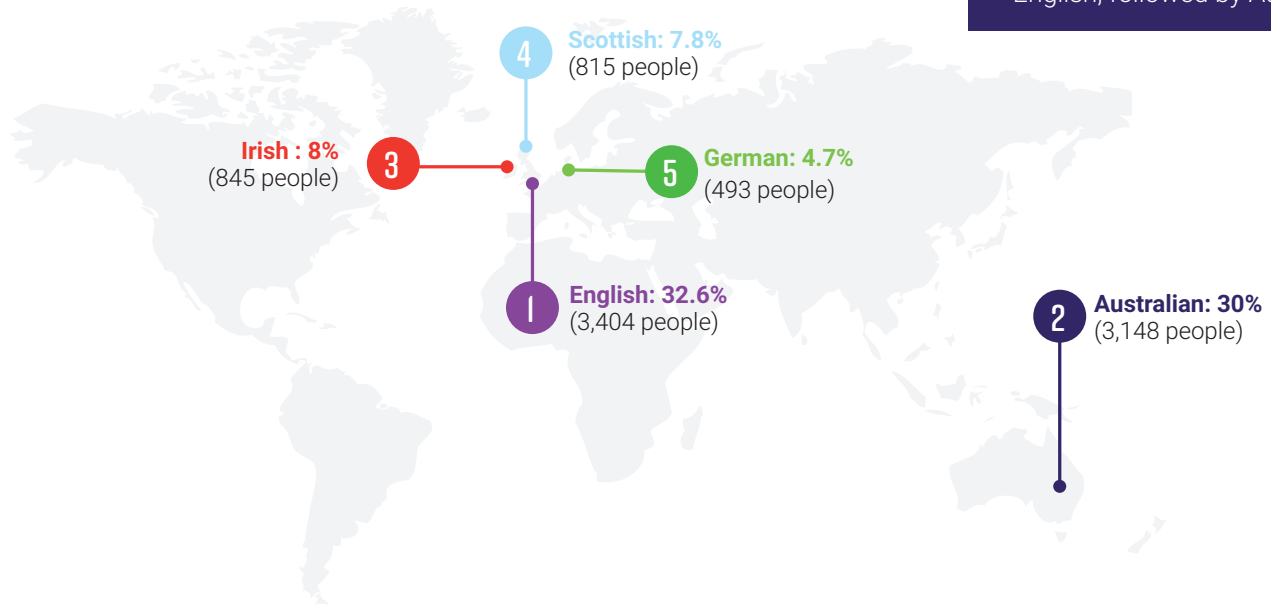 English, followed by Au
4
Scottish: 7.8%
(815 people)
Irish : 8%
(845 people)
3
5
German: 4.7%
(493 people)
1
English: 32.6%
(3,404 people)
2
Australian: 30%
(3,148 people)